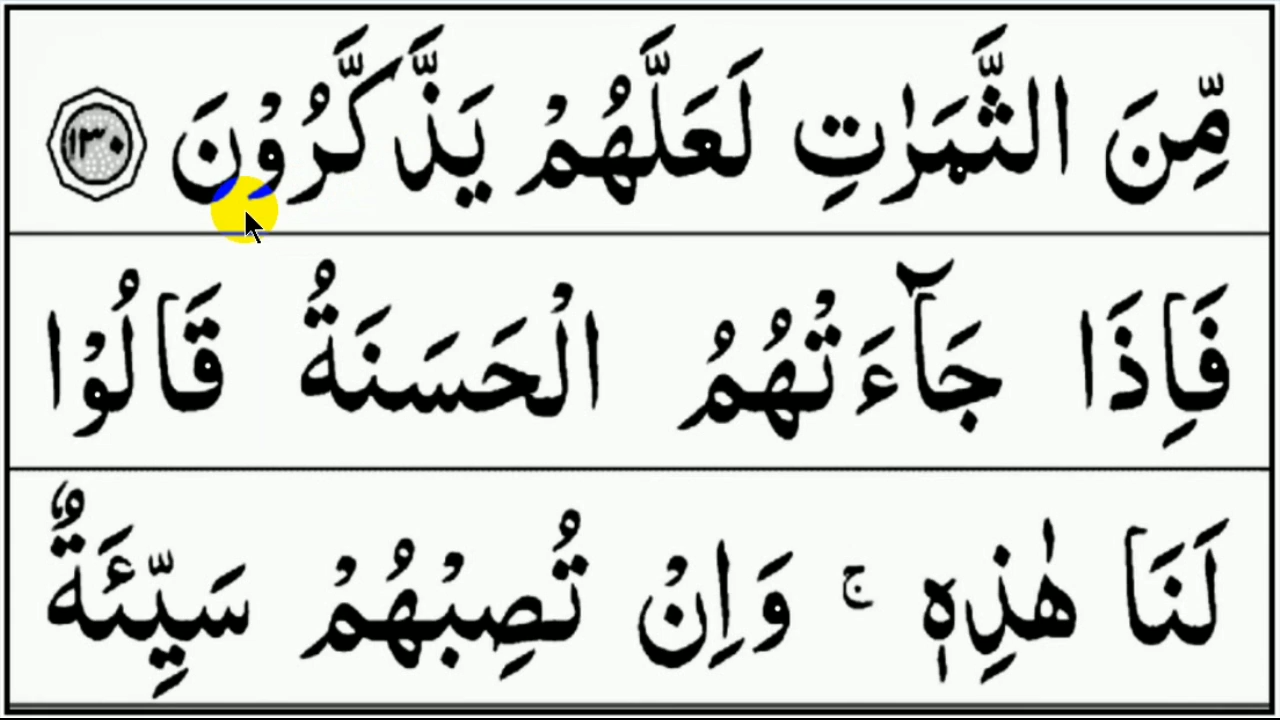 مِّنَ الثَّمَرٰتِ لَعَلَّهُمْ يَذَّكَّرُوْنَ ۝١٣٠
فَاِذَا جَآءَتْهُمُ الْحَسَنَةُ قَالُوْا
لَنَا هٰذِهٖ ۚ وَاِنْ تُصِبْهُمْ سَيِّئَةٌ